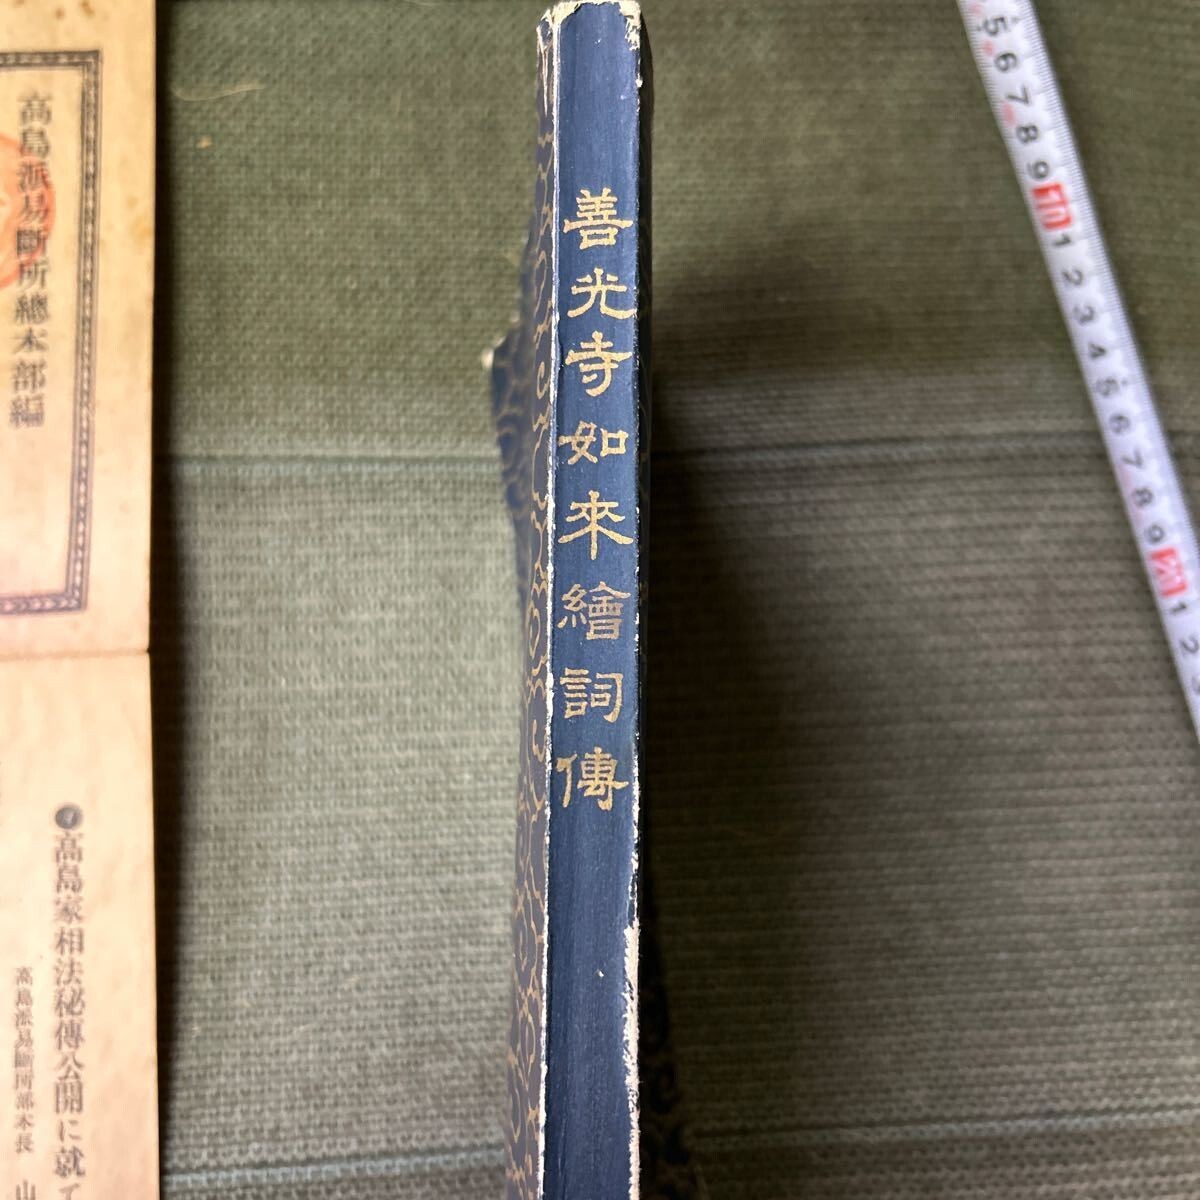 善光寺如來繪詞傳
高島派易斷所總本部編
高島家相法秘傳公開に就て
高島派易斷所部本長 山
5 6 7 8 9 10 1 2 3 4 5 6 7 8 9 20 1 2